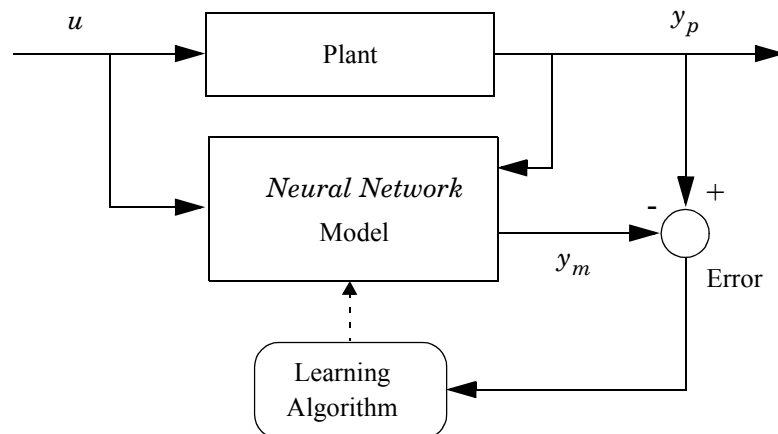 u
y_p
Plant
Neural Network
Model
- +
y_m
Error
Learning
Algorithm